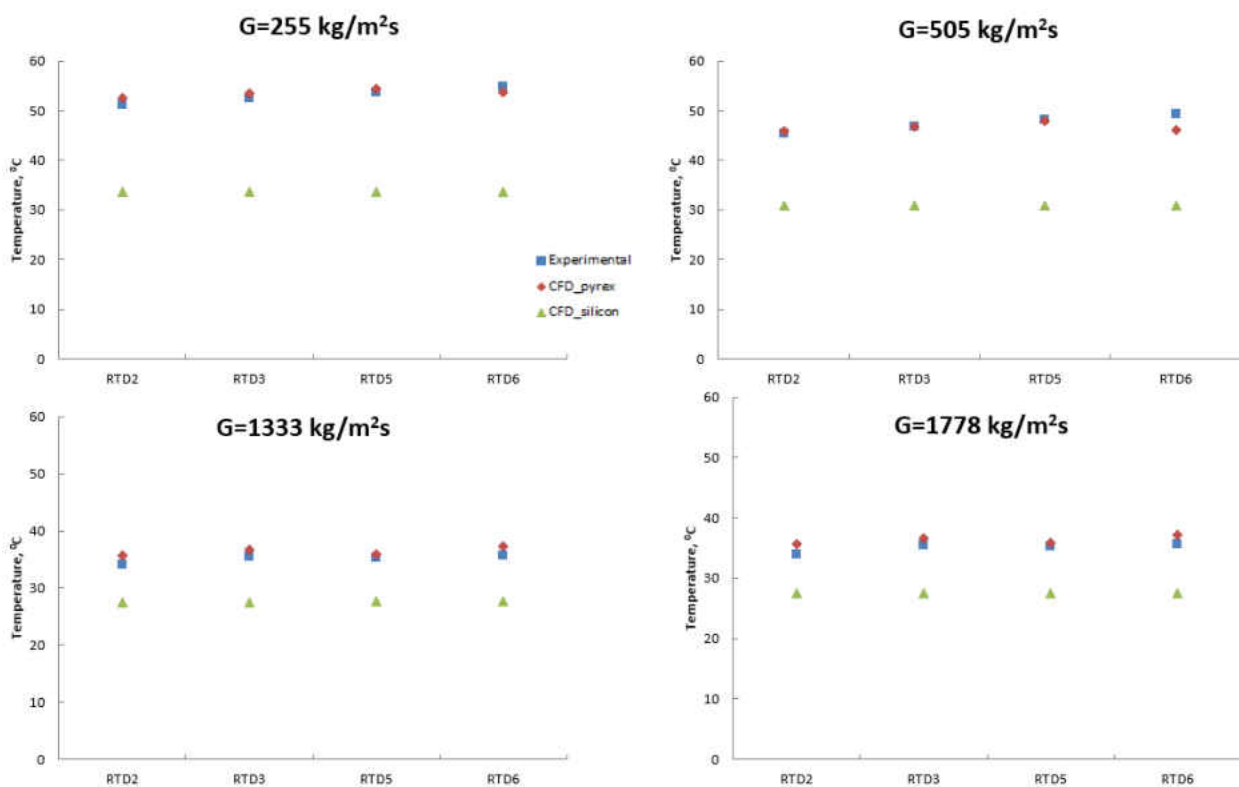 G=255 kg/m²s
60
50
40
30
20
10
0
Temperature, ⁰C
RTD2 RTD3 RTD5 RTD6
Experimental
CFD_pyrex
CFD_silicon
G=505 kg/m²s
60
50
40
30
20
10
0
Temperature, ⁰C
RTD2 RTD3 RTD5 RTD6
G=1333 kg/m²s
60
50
40
30
20
10
0
Temperature, ⁰C
RTD2 RTD3 RTD5 RTD6
G=1778 kg/m²s
60
50
40
30
20
10
0
Temperature, ⁰C
RTD2 RTD3 RTD5 RTD6